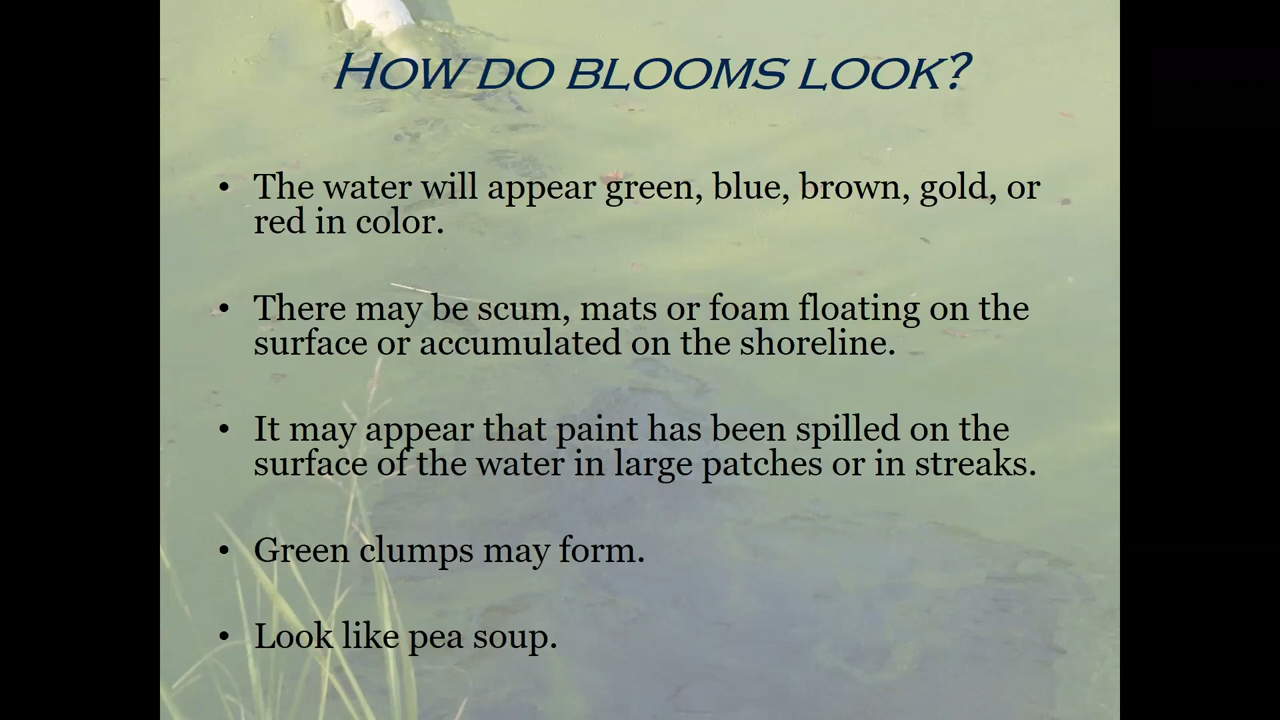 How do blooms look?
• The water will appear green, blue, brown, gold, or
red in color.
• There may be scum, mats or foam floating on the
surface or accumulated on the shoreline.
• It may appear that paint has been spilled on the
surface of the water in large patches or in streaks.
• Green clumps may form.
• Look like pea soup.